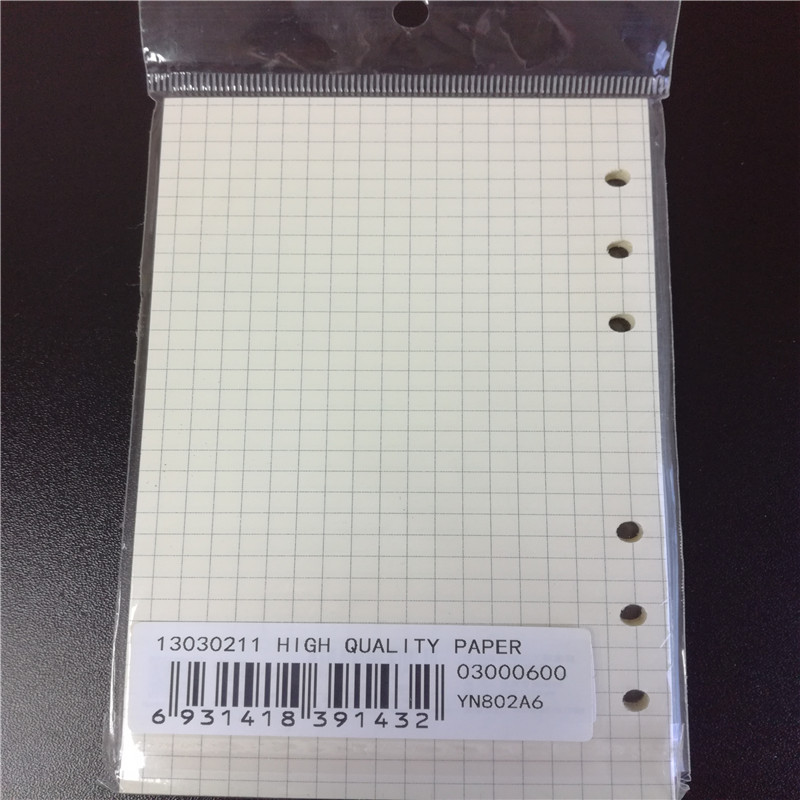 13030211 HIGH QUALITY PAPER
03000600
YN802A6
6 931418 391432